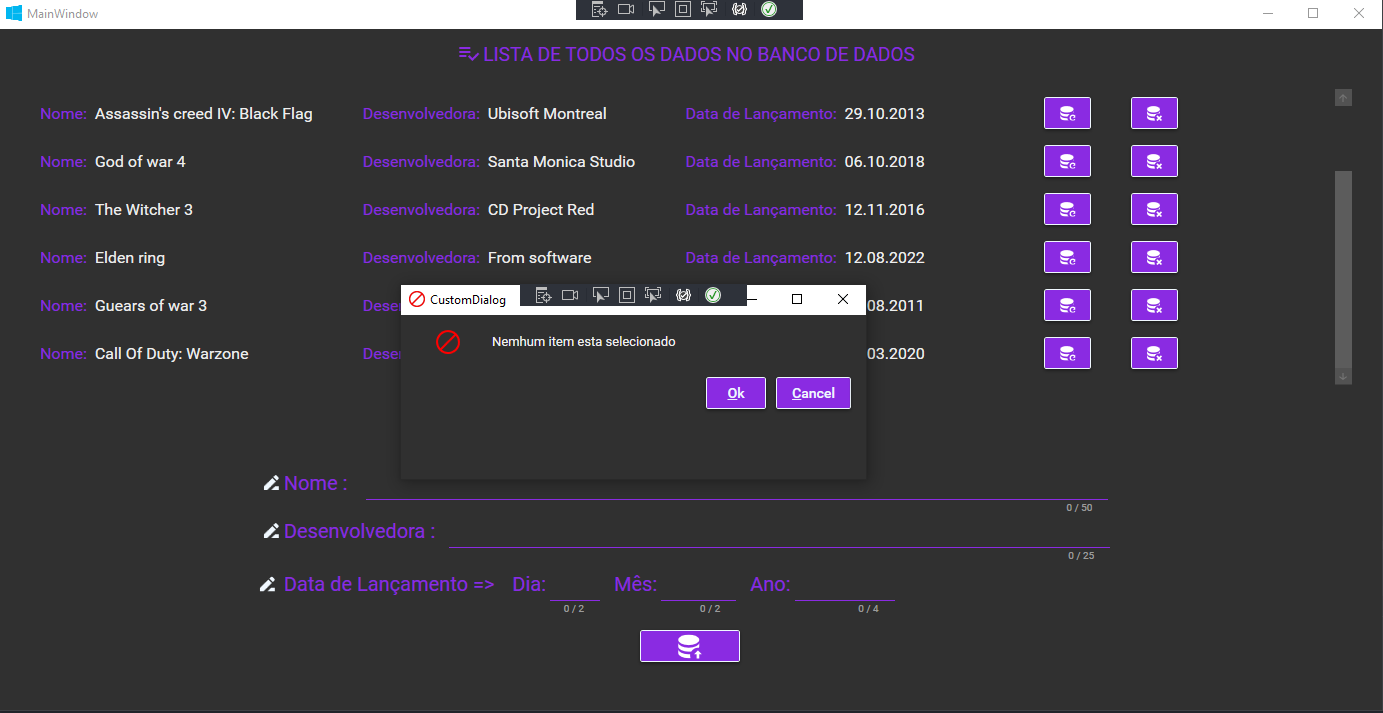 MainWindow
LISTA DE TODOS OS DADOS NO BANCO DE DADOS
Nome: Assassin's creed IV: Black Flag Desenvolvedora: Ubisoft Montreal Data de Lançamento: 29.10.2013
Nome: God of war 4 Desenvolvedora: Santa Monica Studio Data de Lançamento: 06.10.2018
Nome: The Witcher 3 Desenvolvedora: CD Project Red Data de Lançamento: 12.11.2016
Nome: Elden ring Desenvolvedora: From software Data de Lançamento: 12.08.2022
Nome: Guears of war 3 Dese 08.2011
Nome: Call Of Duty: Warzone Dese 03.2020
CustomDialog
Nemhum item esta selecionado
Ok Cancel
Nome :
0 / 50
Desenvolvedora :
0 / 25
Data de Lançamento => Dia: Mês: Ano:
0 / 2 0 / 2 0 / 4